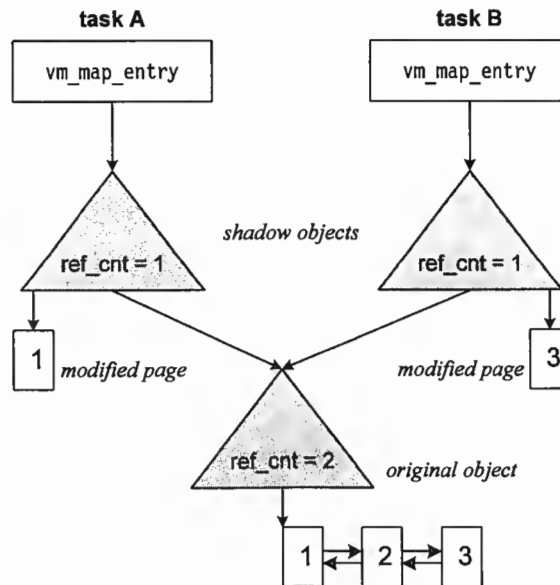 task A
task B
vm_map_entry
vm_map_entry
shadow objects
ref_cnt = 1
ref_cnt = 1
1
modified page
modified page
3
ref_cnt = 2
original object
1
2
3